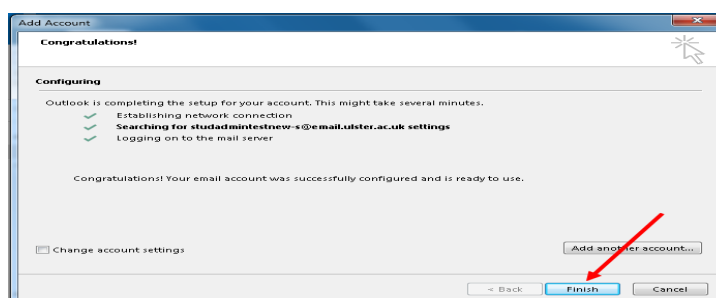 Add Account
Congratulations!
Configuring
Outlook is completing the setup for your account. This might take several minutes.
Establishing network connection
Searching for studadmintestnew-s@email.ulster.ac.uk settings
Logging on to the mail server
Congratulations! Your email account was successfully configured and is ready to use.
Change account settings
Add another account...
< Back
Finish
Cancel